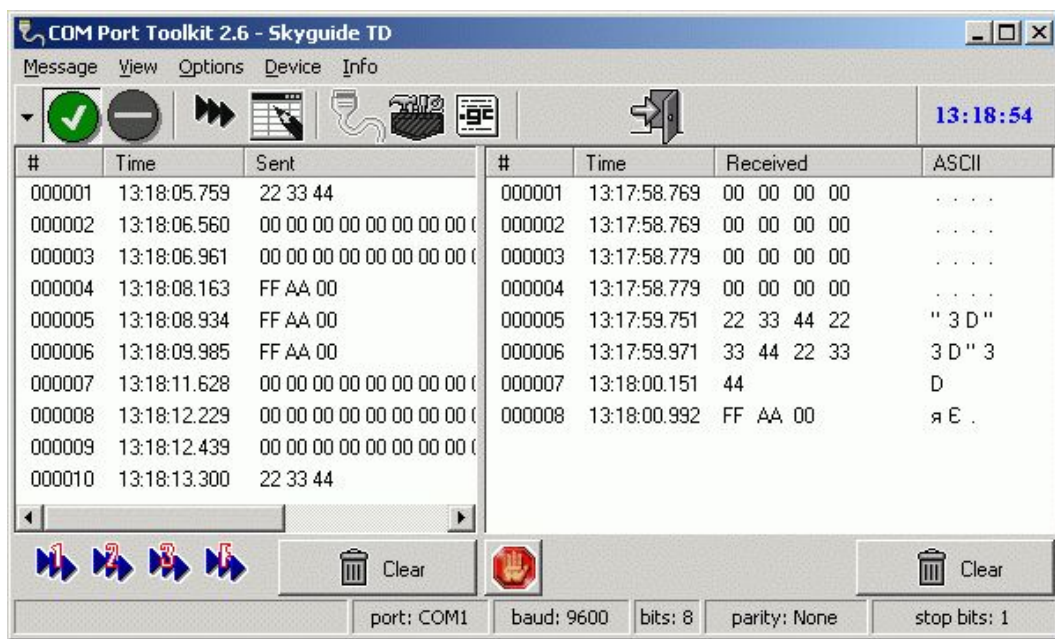 COM Port Toolkit 2.6 - Skyguide TD
Message View Options Device Info
13:18:54
# Time Sent
000001 13:18:05.759 22 33 44
000002 13:18:06.560 00 00 00 00 00 00 00
000003 13:18:06.961 00 00 00 00 00 00 00
000004 13:18:08.163 FF AA 00
000005 13:18:08.934 FF AA 00
000006 13:18:09.985 FF AA 00
000007 13:18:11.628 00 00 00 00 00 00 00
000008 13:18:12.229 00 00 00 00 00 00 00
000009 13:18:12.439 00 00 00 00 00 00 00
000010 13:18:13.300 22 33 44
# Time Received ASCII
000001 13:17:58.769 00 00 00 00 . . . .
000002 13:17:58.769 00 00 00 00 . . . .
000003 13:17:58.779 00 00 00 00 . . . .
000004 13:17:58.779 00 00 00 00 . . . .
000005 13:17:59.751 22 33 44 22 " 3 D "
000006 13:17:59.971 33 44 22 33 3 D " 3
000007 13:18:00.151 44 D
000008 13:18:00.992 FF AA 00 я Є .
1 2 3
Clear
Clear
port: COM1 baud: 9600 bits: 8 parity: None stop bits: 1